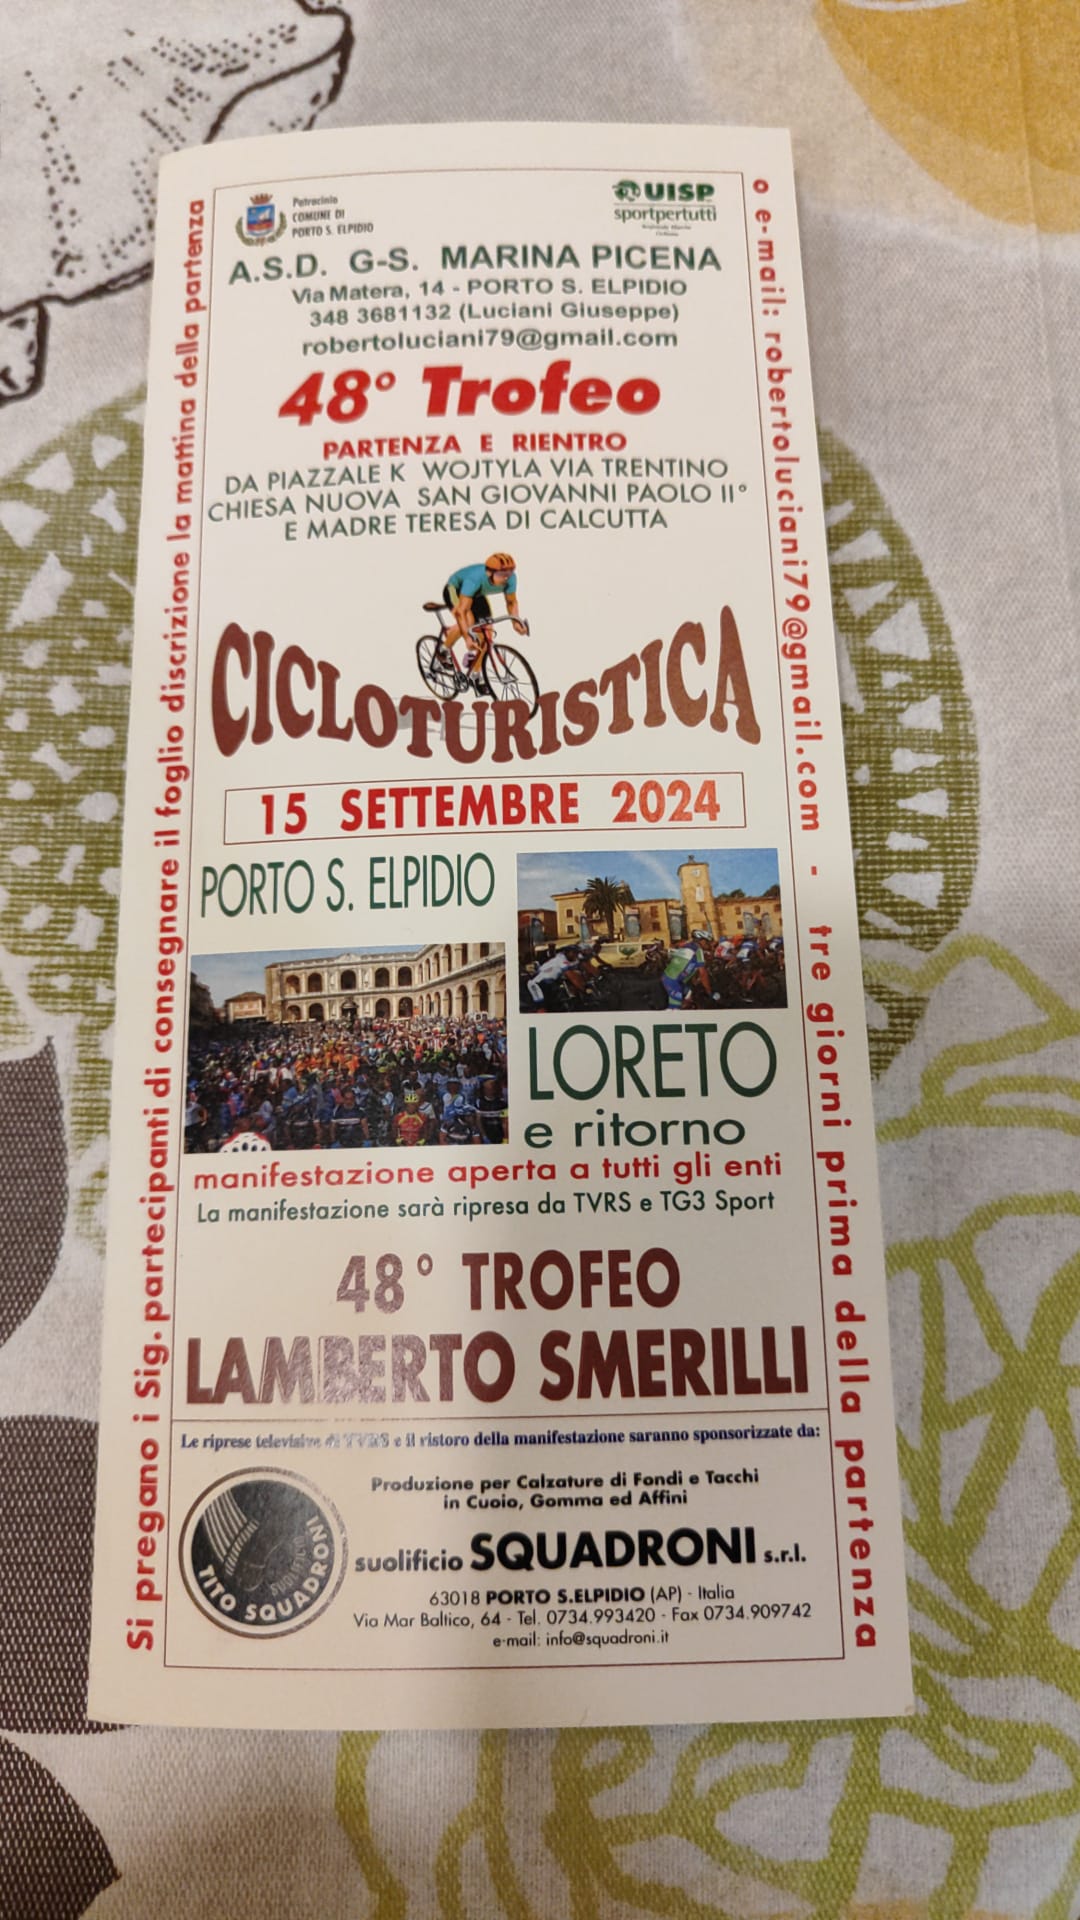 Patrocinio
COMUNE DI
PORTO S. ELPIDIO
UISP
sportpertutti
A.S.D. G-S. MARINA PICENA
Via Matera, 14 - PORTO S. ELPIDIO
348 3681132 (Luciani Giuseppe)
robertoluciani79@gmail.com
48° Trofeo
PARTENZA E RIENTRO
DA PIAZZALE K WOJTYLA VIA TRENTINO
CHIESA NUOVA SAN GIOVANNI PAOLO II°
E MADRE TERESA DI CALCUTTA
CICLOTURISTICA
15 SETTEMBRE 2024
PORTO S. ELPIDIO
LORETO
e ritorno
manifestazione aperta a tutti gli enti
La manifestazione sarà ripresa da TVRS e TG3 Sport
48° TROFEO
LAMBERTO SMERILLI
Le riprese televisive di TVRS e il ristoro della manifestazione saranno sponsorizzate da:
TITO SQUADRONI
SUOLIFICIO
Produzione per Calzature di Fondi e Tacchi
in Cuoio, Gomma ed Affini
suolificio SQUADRONI s.r.l.
63018 PORTO S.ELPIDIO (AP) - Italia
Via Mar Baltico, 64 - Tel. 0734.993420 - Fax 0734.909742
e-mail: info@squadroni.it
Si pregano i Sig. partecipanti di consegnare il foglio discrizione la mattina della partenza
o e-mail: robertoluciani79@gmail.com - tre giorni prima della partenza